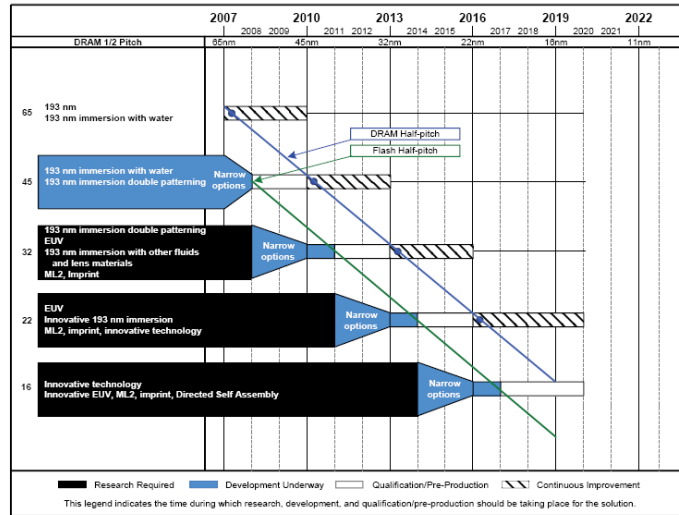 2007 2008 2009 2010 2011 2012 2013 2014 2015 2016 2017 2018 2019 2020 2021 2022
DRAM 1/2 Pitch 65nm 45nm 32nm 22nm 16nm 11nm
65
193 nm
193 nm immersion with water
DRAM Half-pitch
Flash Half-pitch
45
193 nm immersion with water
193 nm immersion double patterning
Narrow
options
32
193 nm immersion double patterning
EUV
193 nm immersion with other fluids
and lens materials
ML2, Imprint
Narrow
options
22
EUV
Innovative 193 nm immersion
ML2, imprint, innovative technology
Narrow
options
16
Innovative technology
Innovative EUV, ML2, imprint, Directed Self Assembly
Narrow
options
Research Required Development Underway Qualification/Pre-Production Continuous Improvement
This legend indicates the time during which research, development, and qualification/pre-production should be taking place for the solution.